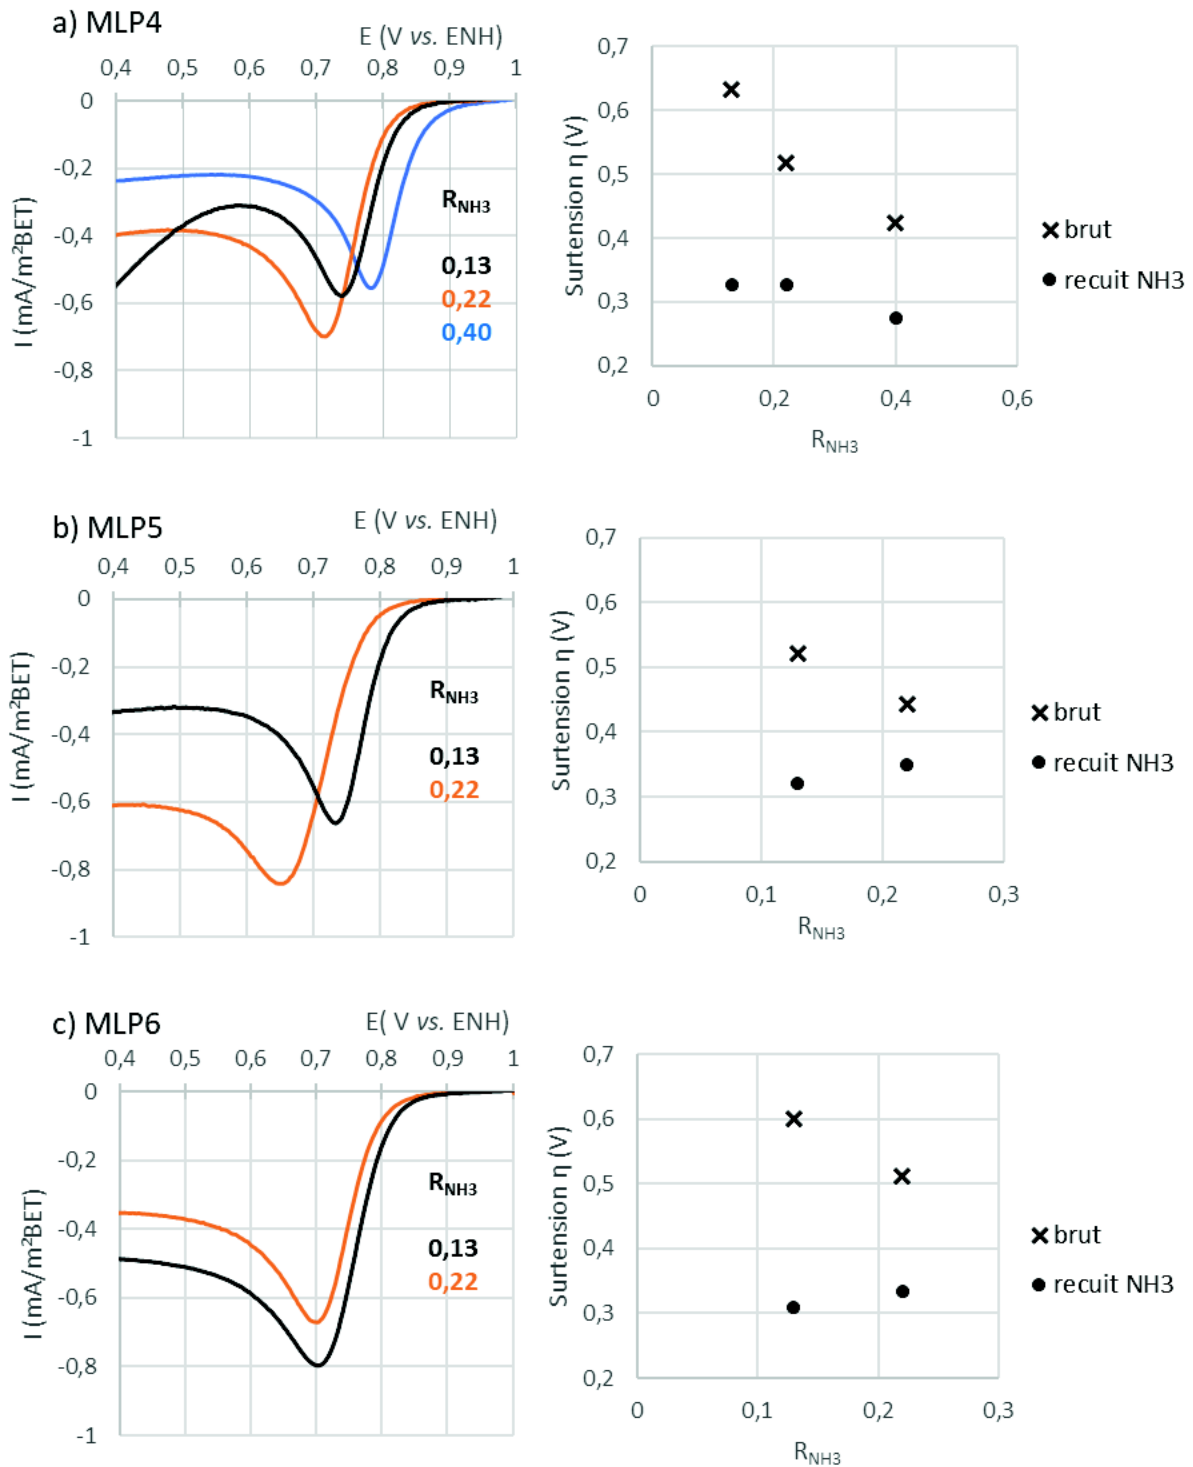 a) MLP4
E (V vs. ENH)
0,4 0,5 0,6 0,7 0,8 0,9 1
0
-0,2
-0,4
-0,6
-0,8
-1
I (mA/m²BET)
R_NH3
0,13
0,22
0,40
0,7
0,6
0,5
0,4
0,3
0,2
Surtension η (V)
0 0,2 0,4 0,6
R_NH3
brut
recuit NH3
b) MLP5
E (V vs. ENH)
0,4 0,5 0,6 0,7 0,8 0,9 1
0
-0,2
-0,4
-0,6
-0,8
-1
I (mA/m²BET)
R_NH3
0,13
0,22
0,7
0,6
0,5
0,4
0,3
0,2
Surtension η (V)
0 0,1 0,2 0,3
R_NH3
brut
recuit NH3
c) MLP6
E( V vs. ENH)
0,4 0,5 0,6 0,7 0,8 0,9 1
0
-0,2
-0,4
-0,6
-0,8
-1
I (mA/m²BET)
R_NH3
0,13
0,22
0,7
0,6
0,5
0,4
0,3
0,2
Surtension η (V)
0 0,1 0,2 0,3
R_NH3
brut
recuit NH3